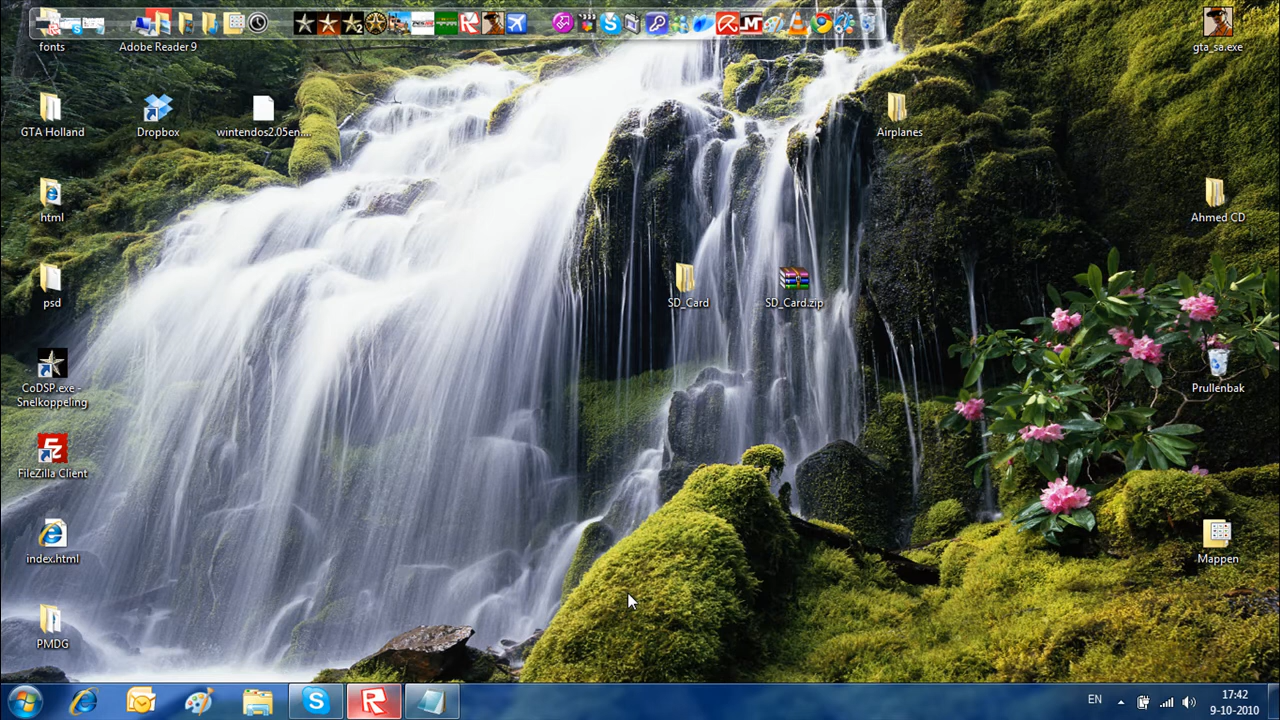 fonts
Adobe Reader 9
gta_sa.exe
GTA Holland
Dropbox
wintendos2.05en...
Airplanes
html
Ahmed CD
psd
SD_Card
SD_Card.zip
CoDSP.exe -
Snelkoppeling
Prullenbak
FileZilla Client
index.html
Mappen
PMDG
EN
17:42
9-10-2010